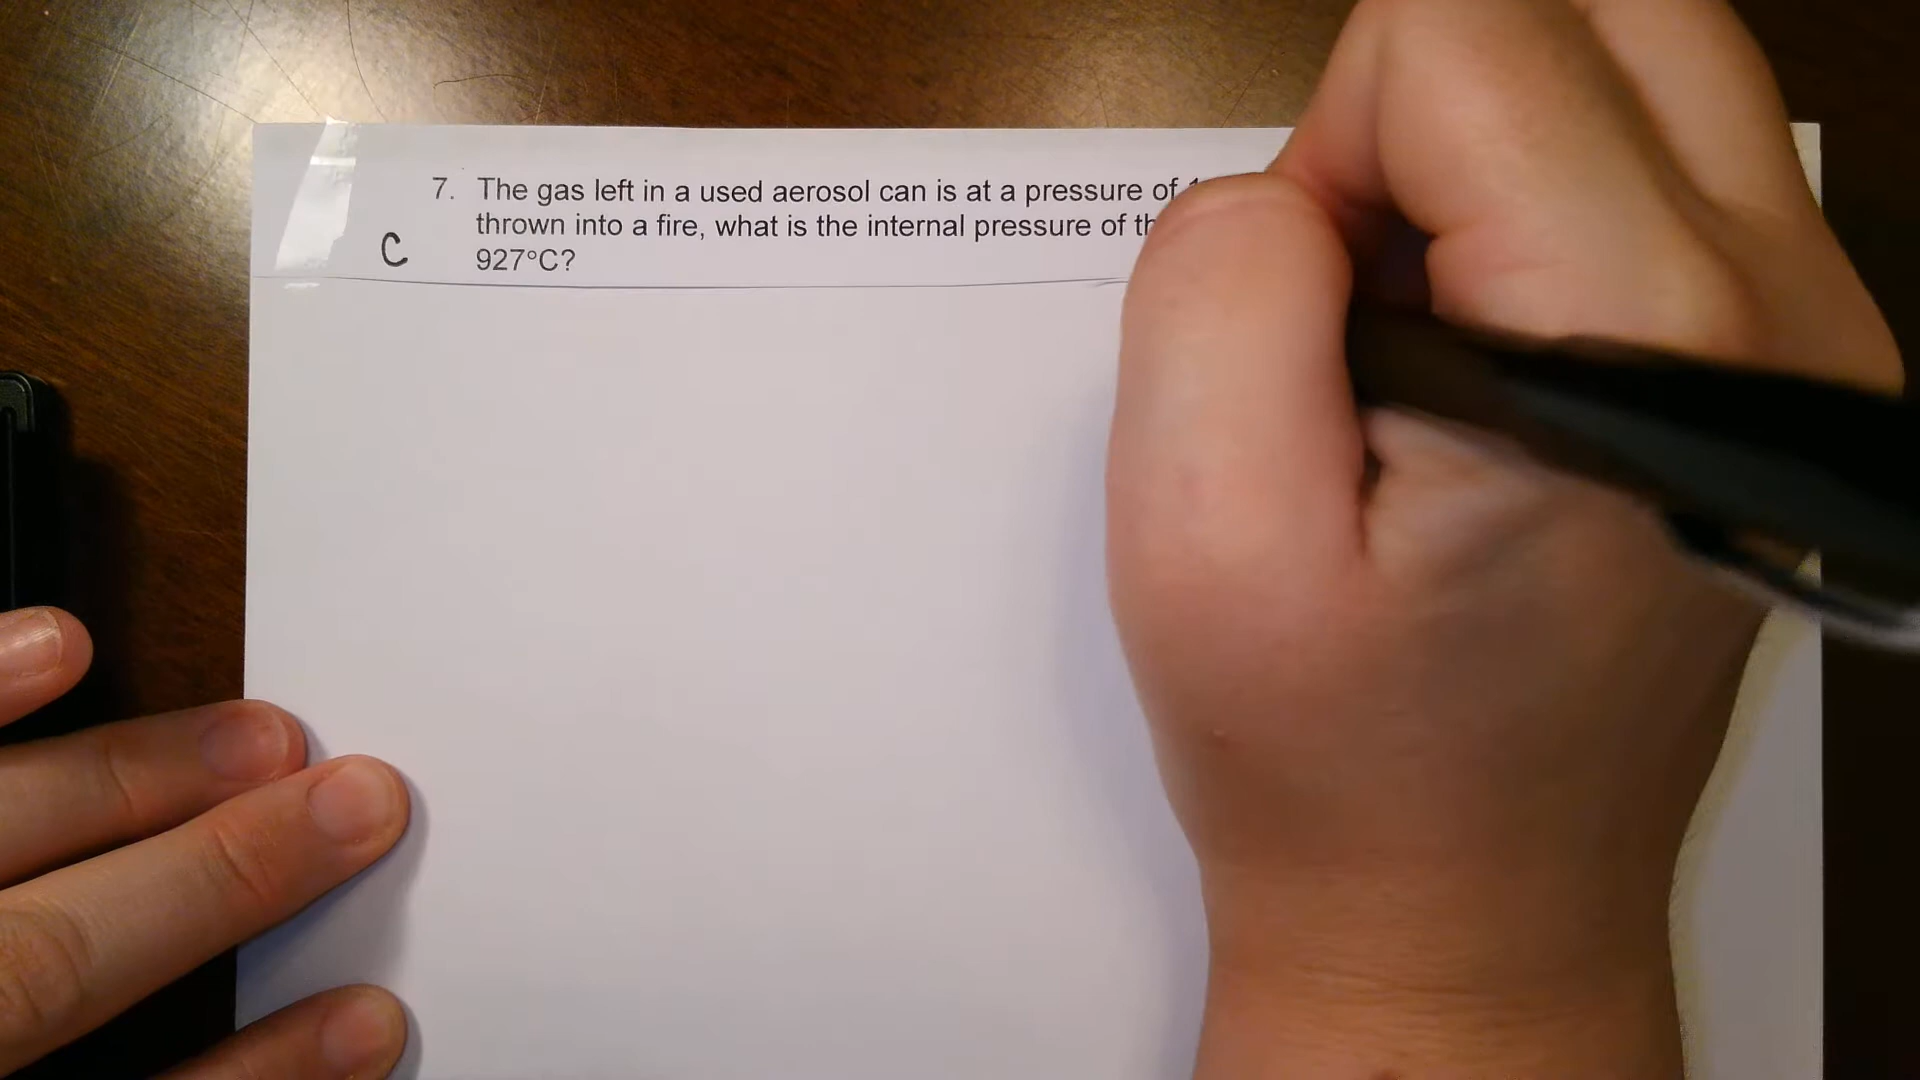 7. The gas left in a used aerosol can is at a pressure of
thrown into a fire, what is the internal pressure of
C
927°C?